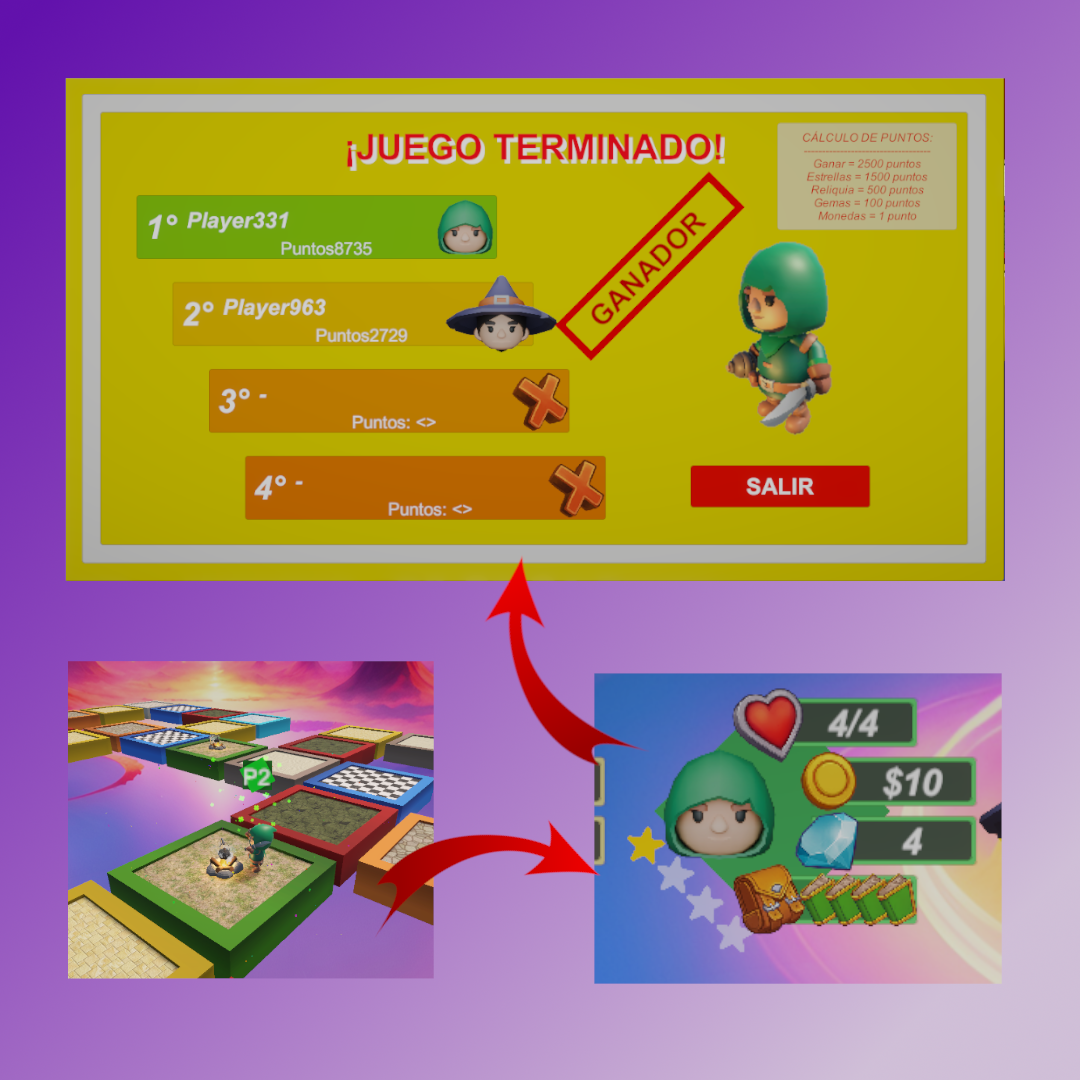 ¡JUEGO TERMINADO!
CÁLCULO DE PUNTOS:
Ganar = 2500 puntos
Estrellas = 1500 puntos
Reliquia = 500 puntos
Gemas = 100 puntos
Monedas = 1 punto
1° Player331
Puntos8735
2° Player963
Puntos2729
3° -
Puntos: <>
4° -
Puntos: <>
GANADOR
SALIR
P2
4/4
$10
4